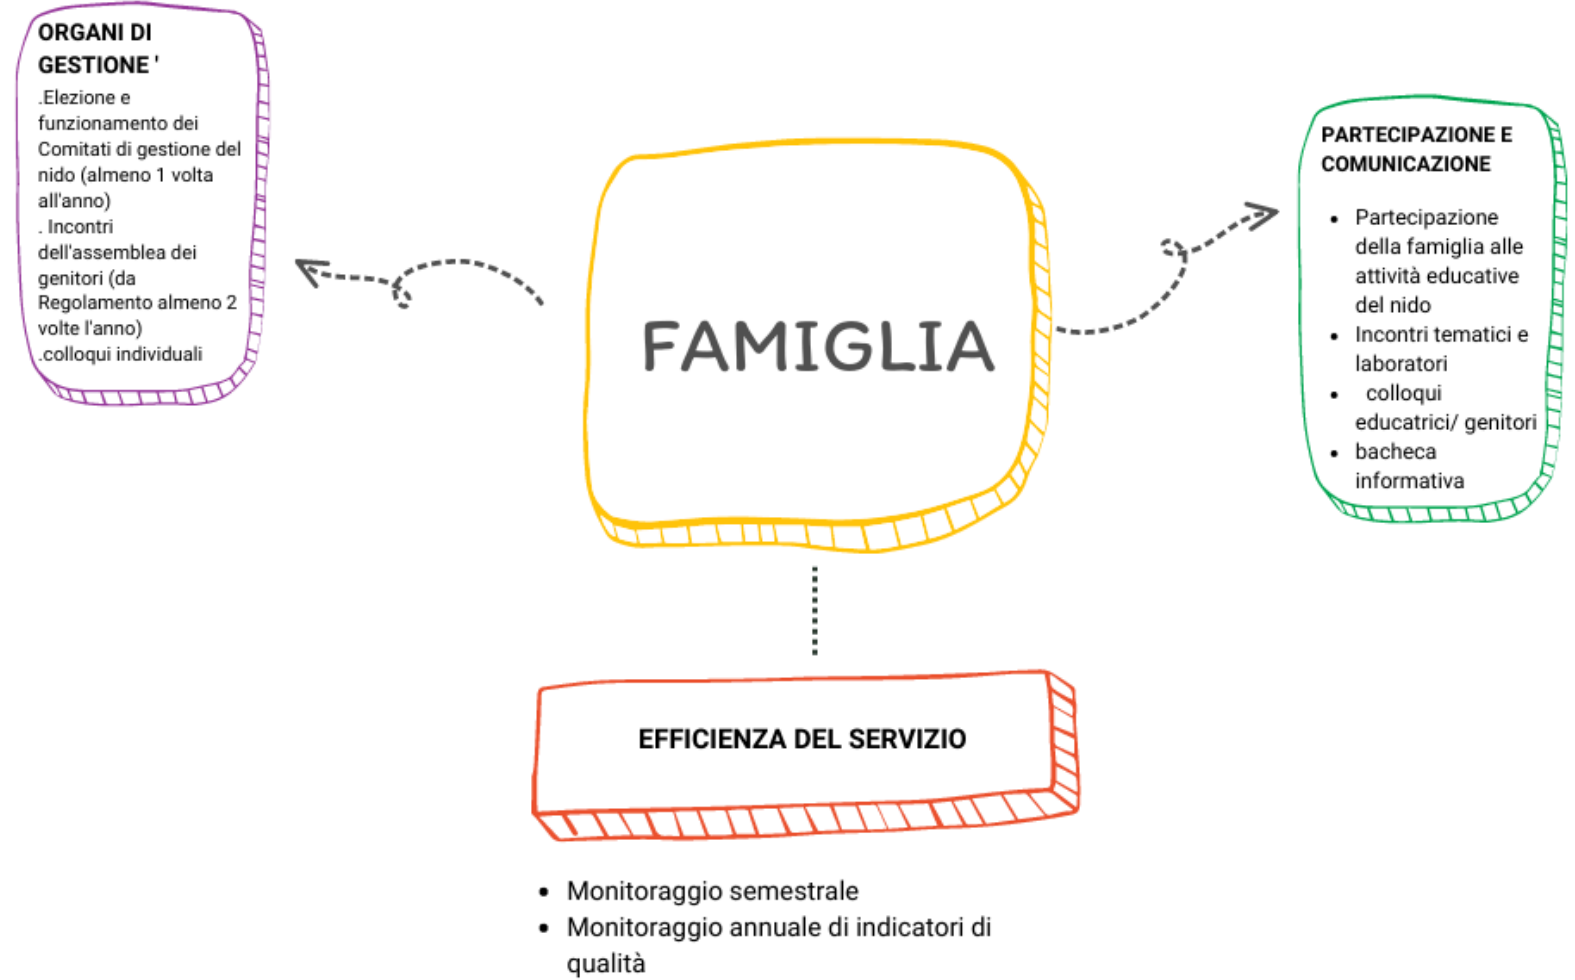 ORGANI DI
GESTIONE '
.Elezione e
funzionamento dei
Comitati di gestione del
nido (almeno 1 volta
all'anno)
. Incontri
dell'assemblea dei
genitori (da
Regolamento almeno 2
volte l'anno)
.colloqui individuali
FAMIGLIA
PARTECIPAZIONE E
COMUNICAZIONE
• Partecipazione
della famiglia alle
attività educative
del nido
• Incontri tematici e
laboratori
• colloqui
educatrici/ genitori
• bacheca
informativa
EFFICIENZA DEL SERVIZIO
• Monitoraggio semestrale
• Monitoraggio annuale di indicatori di
qualità